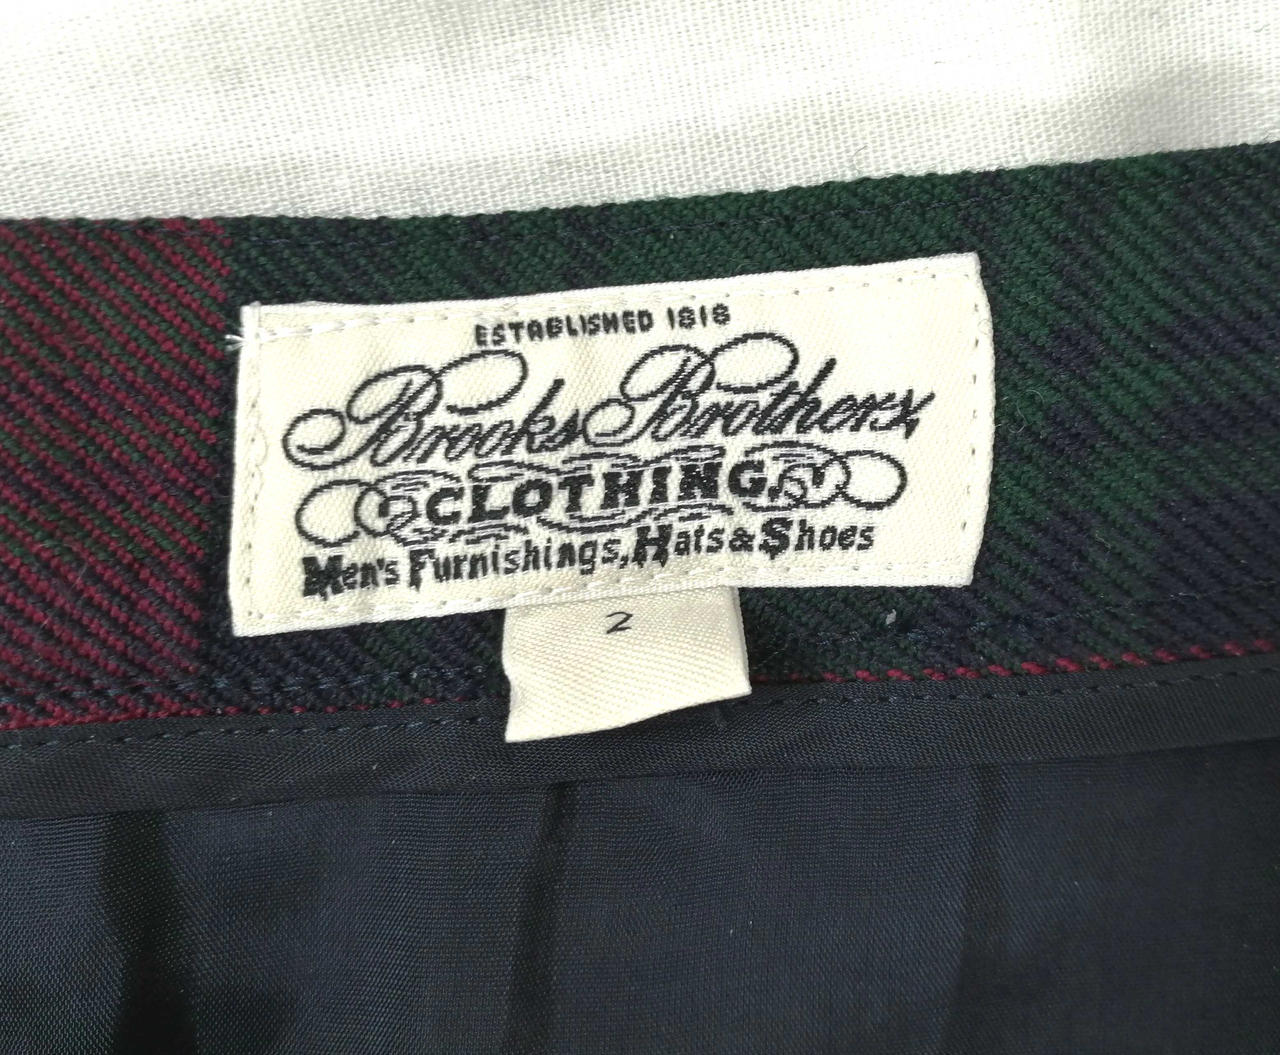 ESTABLISHED 1818
Brooks Brothers,
CLOTHING,
Men's Furnishings, Hats & Shoes
2